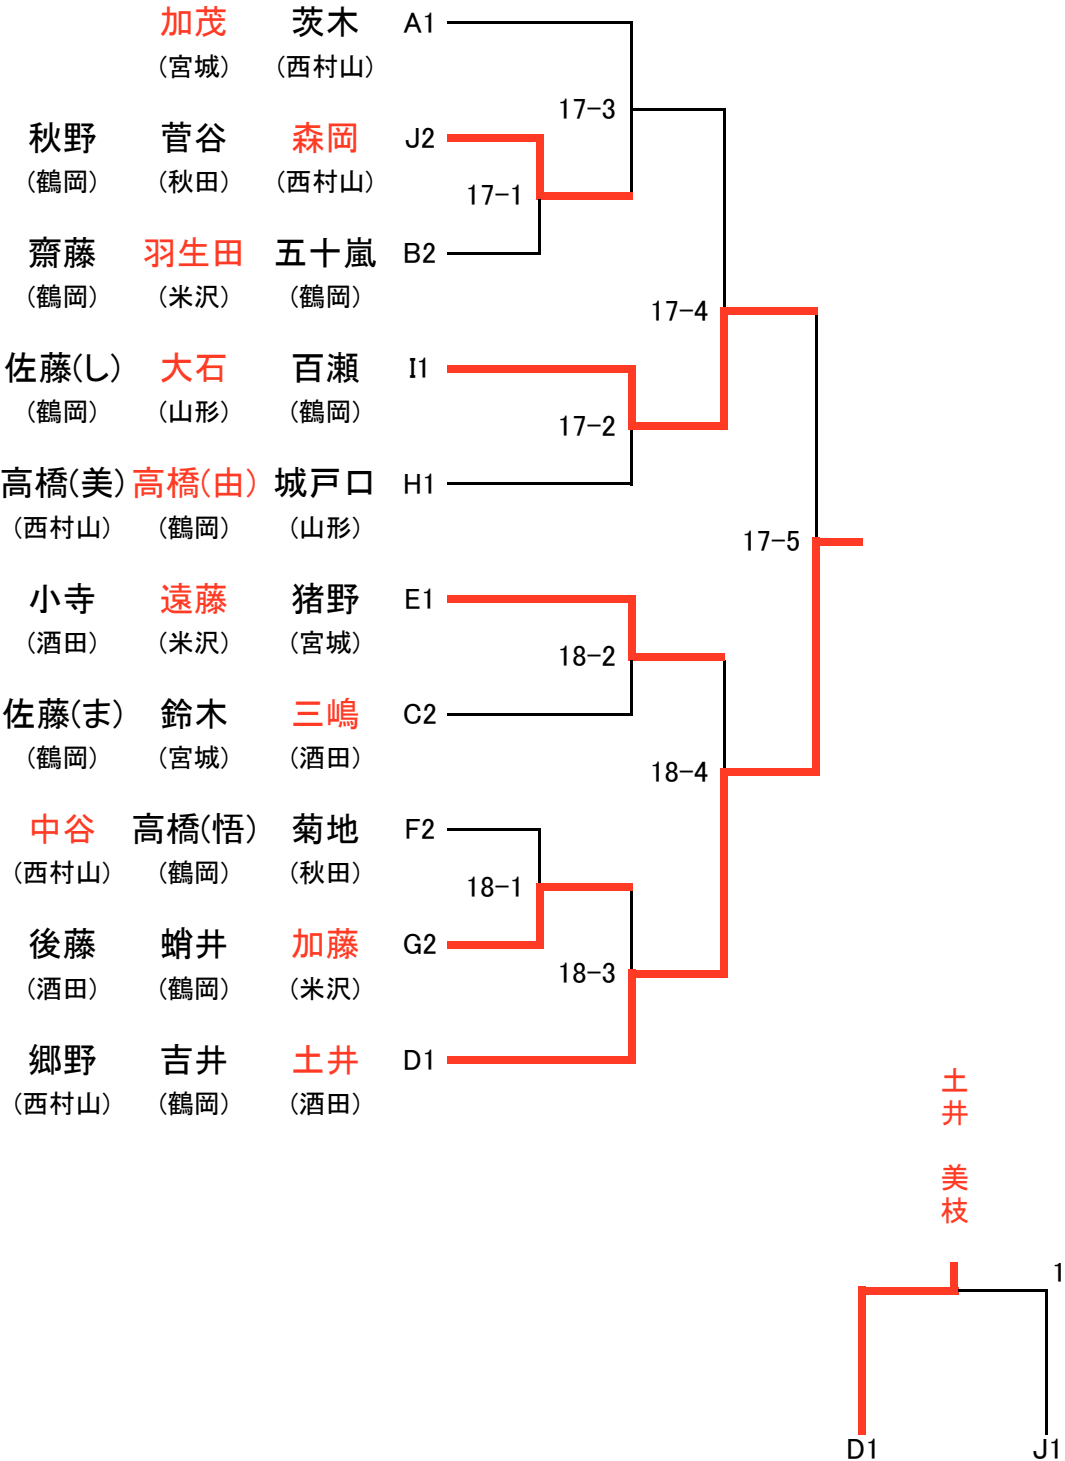 加茂 茨木 A1
(宮城) (西村山)
17-3
秋野 菅谷 森岡 J2
(鶴岡) (秋田) (西村山)
17-1
齋藤 羽生田 五十嵐 B2
(鶴岡) (米沢) (鶴岡)
17-4
佐藤(し) 大石 百瀬 I1
(鶴岡) (山形) (鶴岡)
17-2
高橋(美) 高橋(由) 城戸口 H1
(西村山) (鶴岡) (山形)
17-5
小寺 遠藤 猪野 E1
(酒田) (米沢) (宮城)
18-2
佐藤(ま) 鈴木 三嶋 C2
(鶴岡) (宮城) (酒田)
18-4
中谷 高橋(悟) 菊地 F2
(西村山) (鶴岡) (秋田)
18-1
後藤 蛸井 加藤 G2
(酒田) (鶴岡) (米沢)
18-3
郷野 吉井 土井 D1
(西村山) (鶴岡) (酒田)
土井 美枝
1
D1 J1